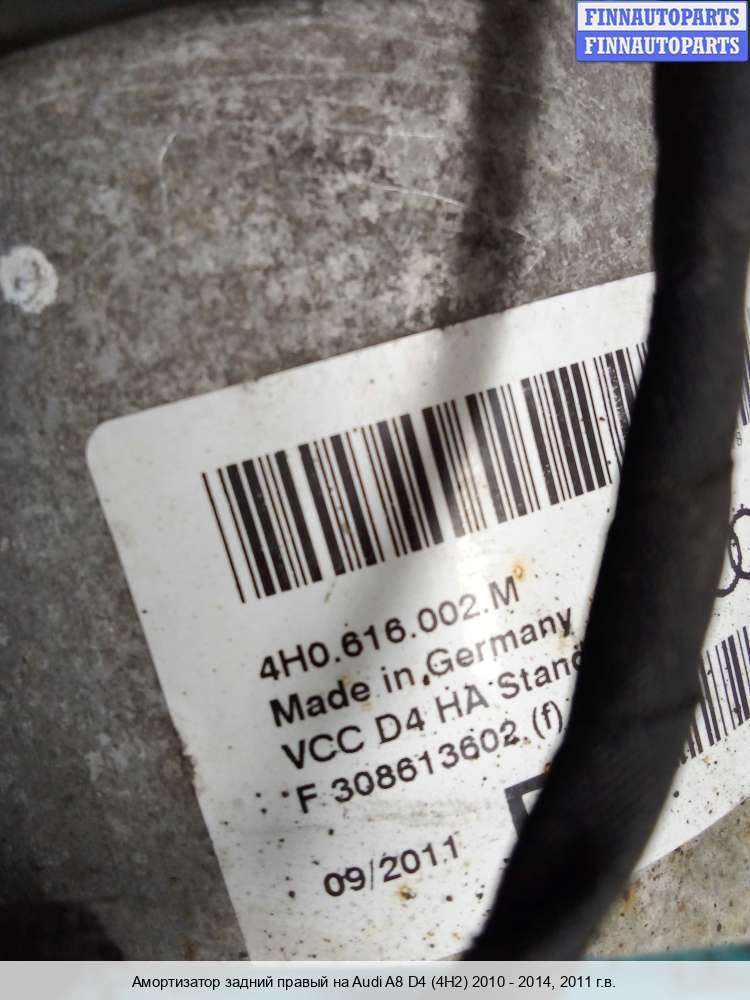 FINNAUTOPARTS
FINNAUTOPARTS
4H0.616.002.M
Made in Germany
VCC D4 HA
F 308613602 (f)
09/2011
Амортизатор задний правый на Audi A8 D4 (4H2) 2010 - 2014, 2011 г.в.